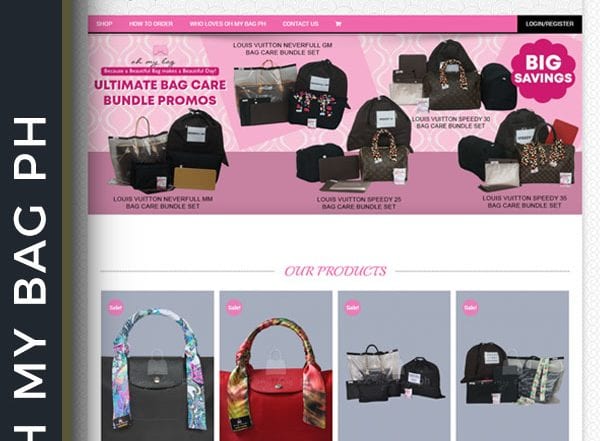 SHOP HOW TO ORDER WHO LOVES OH MY BAG PH CONTACT US LOGIN/REGISTER
oh my bag
Because a Beautiful Bag makes a Beautiful Day!
ULTIMATE BAG CARE
BUNDLE PROMOS
LOUIS VUITTON NEVERFULL GM
BAG CARE BUNDLE SET
BIG
SAVINGS
LOUIS VUITTON SPEEDY 30
BAG CARE BUNDLE SET
LOUIS VUITTON NEVERFULL MM
BAG CARE BUNDLE SET
LOUIS VUITTON SPEEDY 25
BAG CARE BUNDLE SET
LOUIS VUITTON SPEEDY 35
BAG CARE BUNDLE SET
OUR PRODUCTS
Sale!
Sale!
Sale!
Sale!
H MY BAG PH